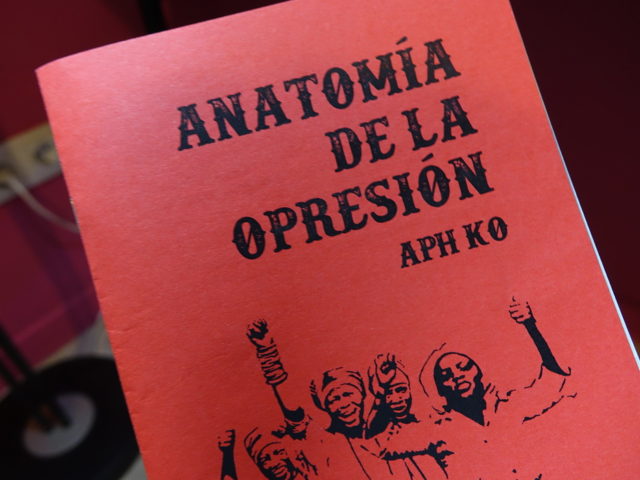 ANATOMÍA
DE LA
OPRESIÓN
APH KO